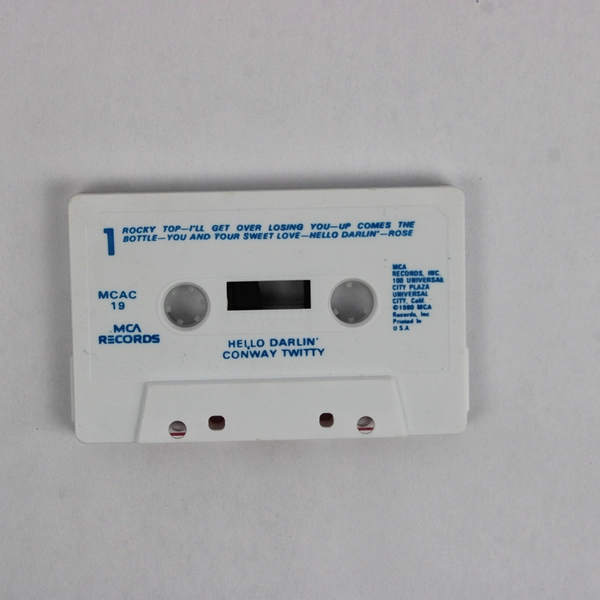 1
ROCKY TOP—I'LL GET OVER LOSING YOU—UP COMES THE
BOTTLE—YOU AND YOUR SWEET LOVE—HELLO DARLIN'—ROSE
MCAC
19
MCA
RECORDS
HELLO DARLIN'
CONWAY TWITTY
MCA
RECORDS, INC.
100 UNIVERSAL
CITY PLAZA
UNIVERSAL
CITY, Calif.
©1980 MCA
Records, Inc
Printed in
U S A